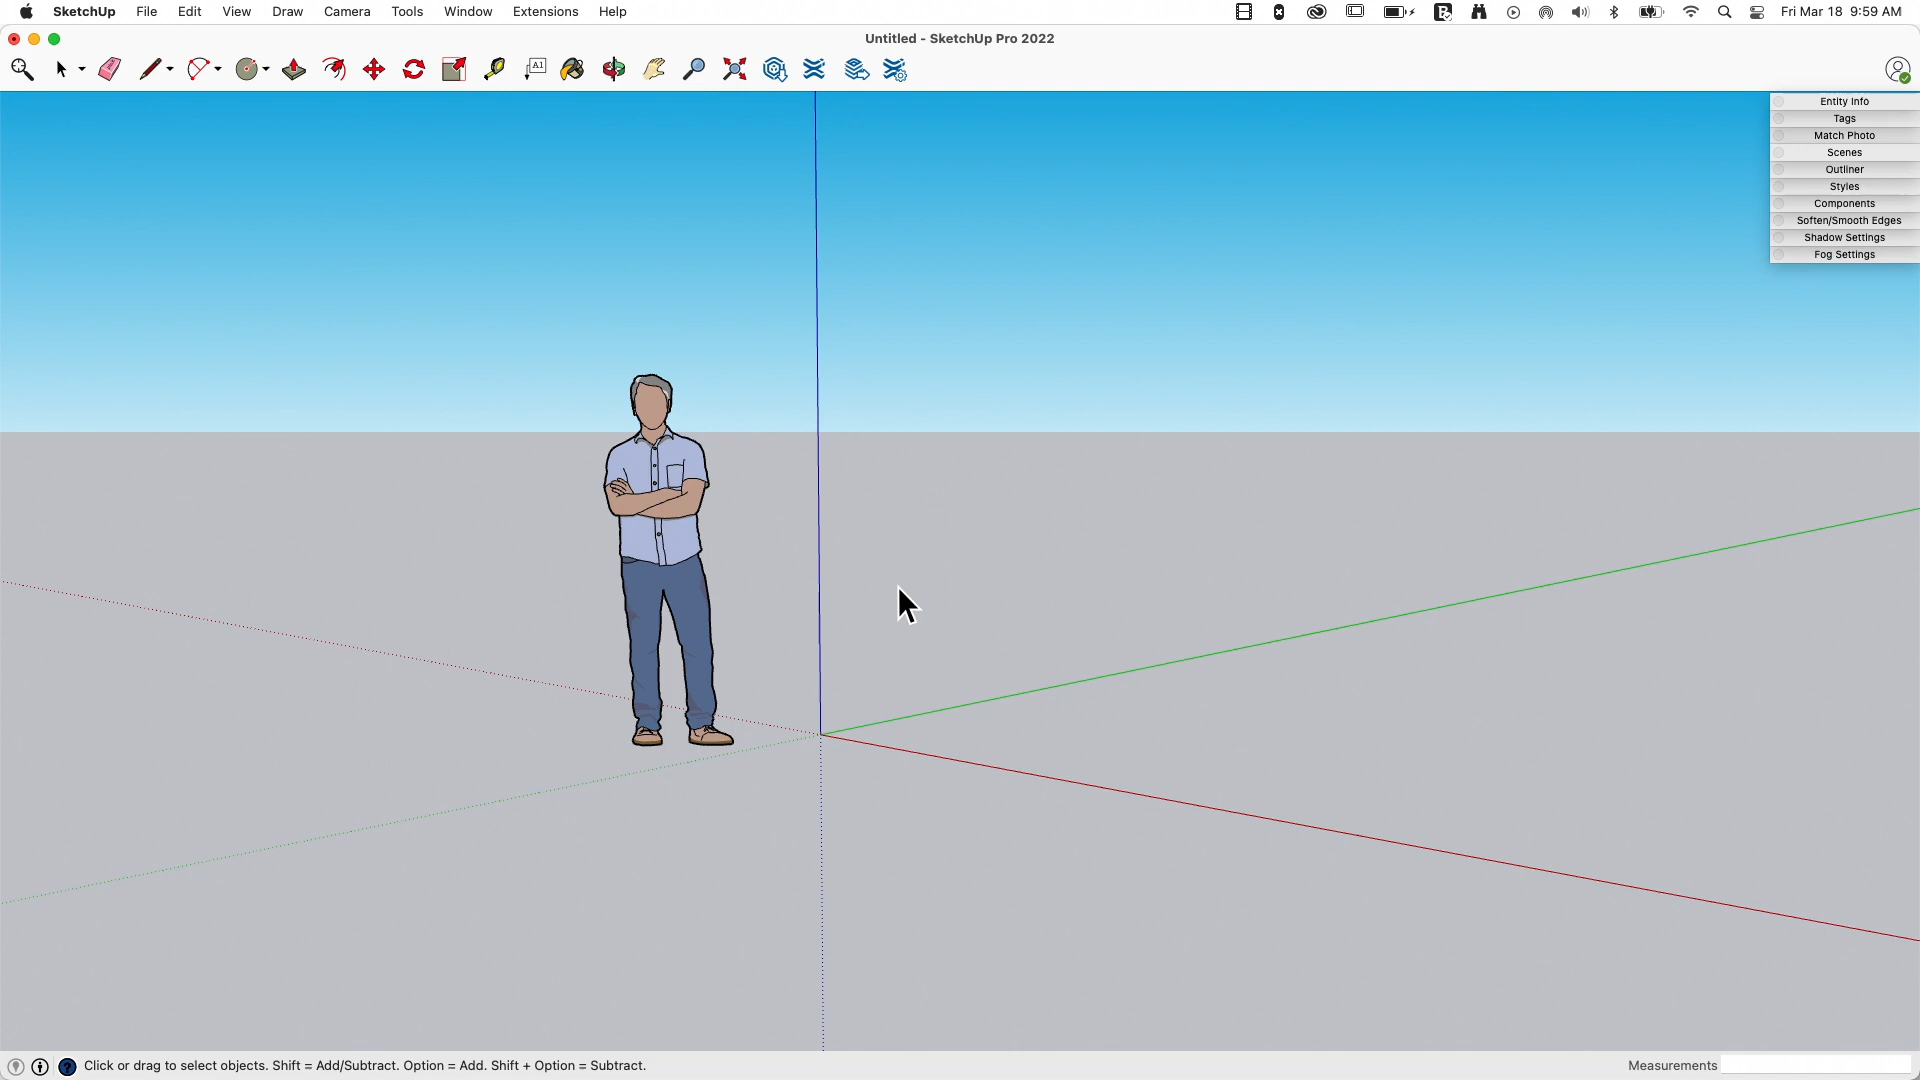 SketchUp File Edit View Draw Camera Tools Window Extensions Help Fri Mar 18 9:59 AM
Untitled - SketchUp Pro 2022
A1
Entity Info
Tags
Match Photo
Scenes
Outliner
Styles
Components
Soften/Smooth Edges
Shadow Settings
Fog Settings
Click or drag to select objects. Shift = Add/Subtract. Option = Add. Shift + Option = Subtract. Measurements